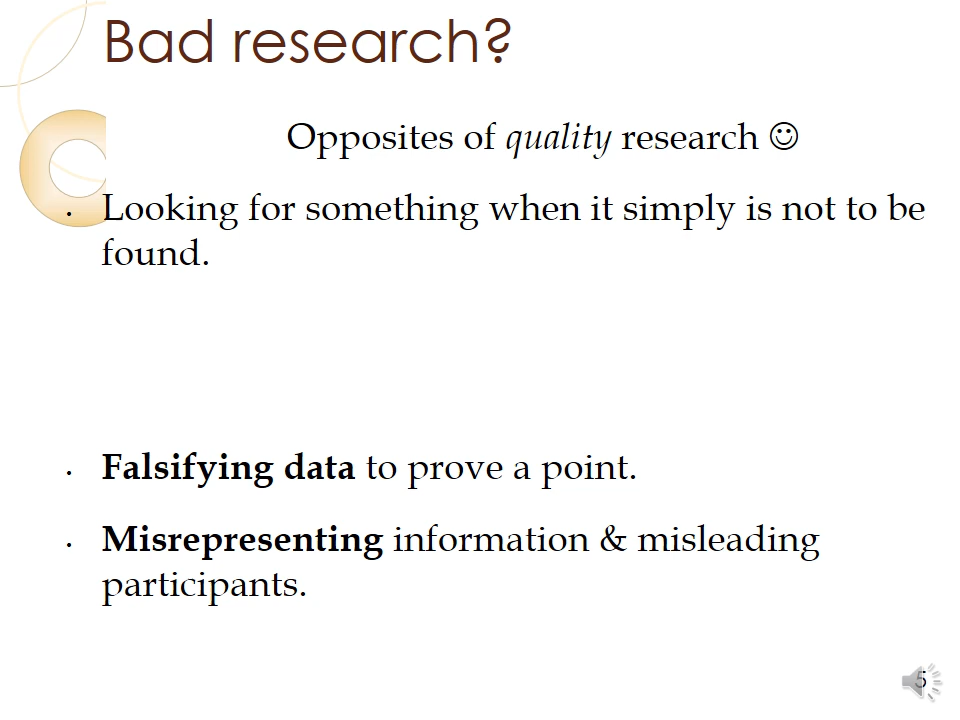 Bad research?
Opposites of quality research ☺
· Looking for something when it simply is not to be
found.
· Falsifying data to prove a point.
· Misrepresenting information & misleading
participants.
5